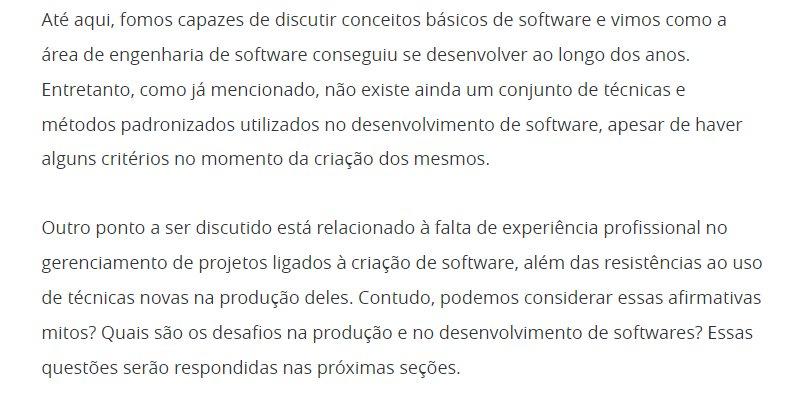 Até aqui, fomos capazes de discutir conceitos básicos de software e vimos como a
área de engenharia de software conseguiu se desenvolver ao longo dos anos.
Entretanto, como já mencionado, não existe ainda um conjunto de técnicas e
métodos padronizados utilizados no desenvolvimento de software, apesar de haver
alguns critérios no momento da criação dos mesmos.
Outro ponto a ser discutido está relacionado à falta de experiência profissional no
gerenciamento de projetos ligados à criação de software, além das resistências ao uso
de técnicas novas na produção deles. Contudo, podemos considerar essas afirmativas
mitos? Quais são os desafios na produção e no desenvolvimento de softwares? Essas
questões serão respondidas nas próximas seções.